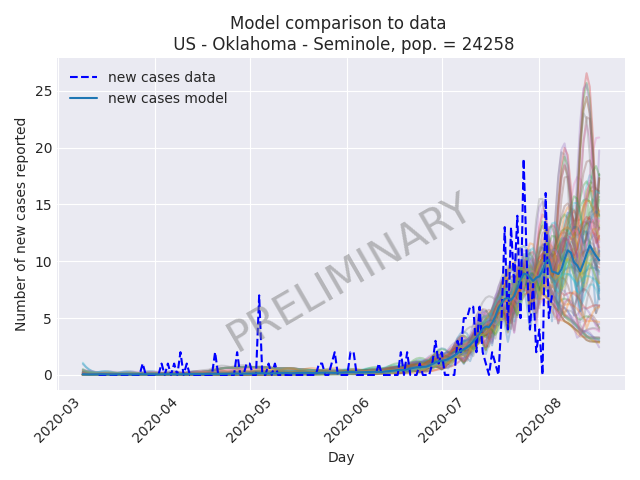 Model comparison to data
US - Oklahoma - Seminole, pop. = 24258
new cases data
new cases model
PRELIMINARY
Number of new cases reported
25
20
15
10
5
0
2020-03
2020-04
2020-05
2020-06
2020-07
2020-08
Day